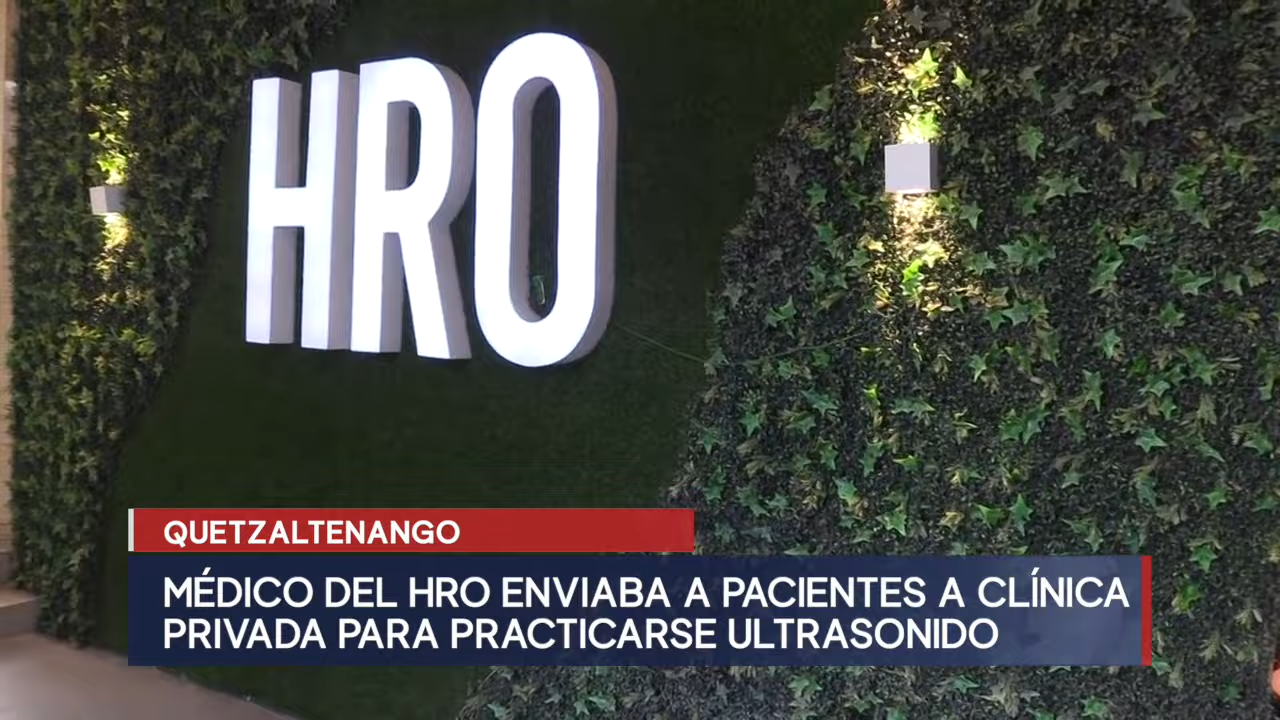 HRO
QUETZALTENANGO
MÉDICO DEL HRO ENVIABA A PACIENTES A CLÍNICA
PRIVADA PARA PRACTICARSE ULTRASONIDO